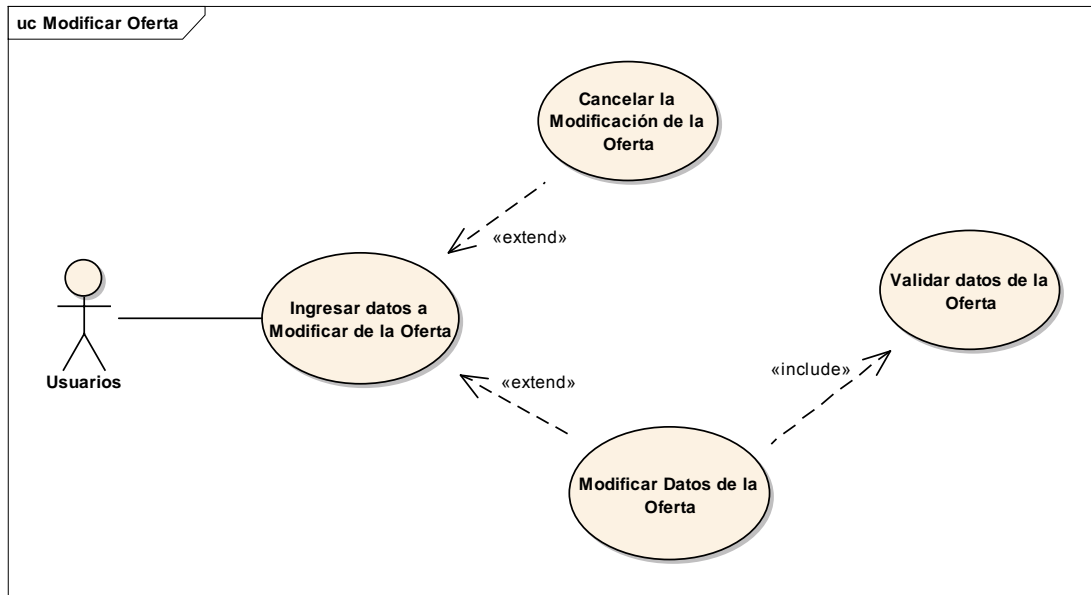 uc Modificar Oferta
Cancelar la
Modificación de la
Oferta
«extend»
Ingresar datos a
Modificar de la Oferta
Usuarios
Validar datos de la
Oferta
«extend»
«include»
Modificar Datos de la
Oferta